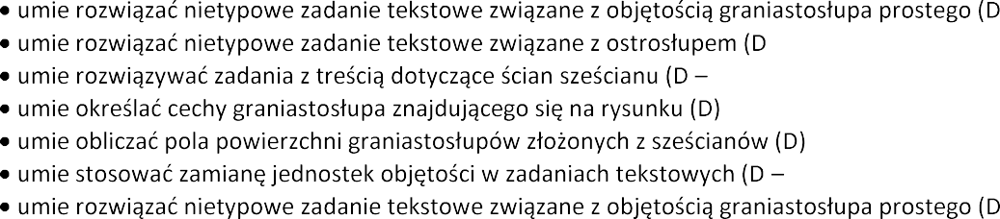 • umie rozwiązać nietypowe zadanie tekstowe związane z objętością graniastosłupa prostego (D
• umie rozwiązać nietypowe zadanie tekstowe związane z ostrosłupem (D
• umie rozwiązywać zadania z treścią dotyczące ścian sześcianu (D –
• umie określać cechy graniastosłupa znajdującego się na rysunku (D)
• umie obliczać pola powierzchni graniastosłupów złożonych z sześcianów (D)
• umie stosować zamianę jednostek objętości w zadaniach tekstowych (D –
• umie rozwiązać nietypowe zadanie tekstowe związane z objętością graniastosłupa prostego (D